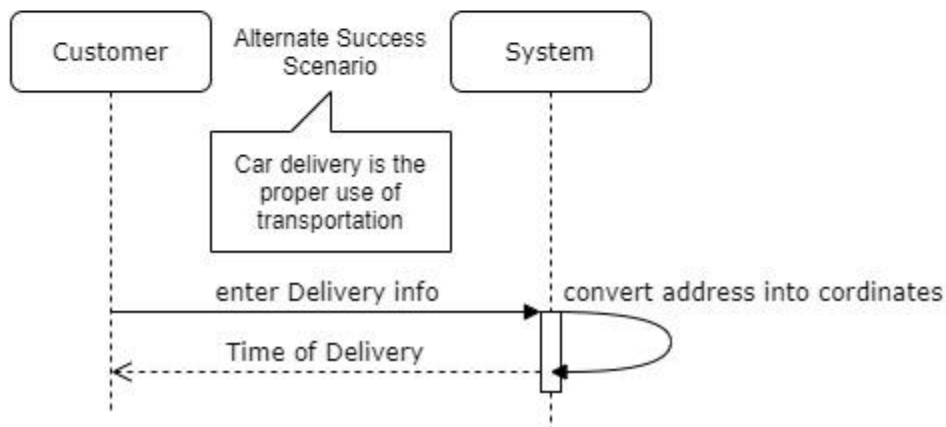 Customer
Alternate Success
Scenario
System
Car delivery is the
proper use of
transportation
enter Delivery info
convert address into cordinates
Time of Delivery